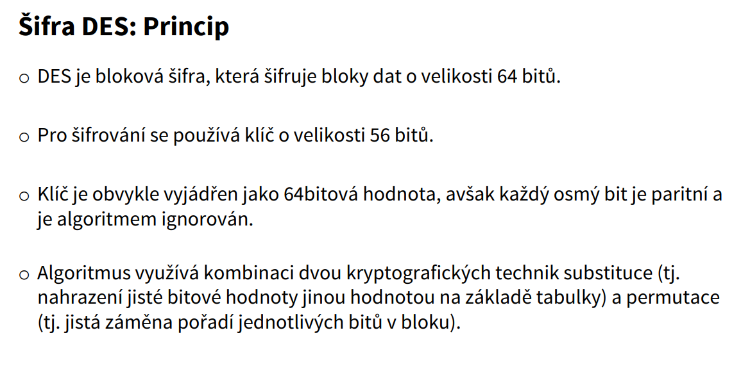 Šifra DES: Princip
o DES je bloková šifra, která šifruje bloky dat o velikosti 64 bitů.
o Pro šifrování se používá klíč o velikosti 56 bitů.
o Klíč je obvykle vyjádřen jako 64bitová hodnota, avšak každý osmý bit je paritní a
je algoritmem ignorován.
o Algoritmus využívá kombinaci dvou kryptografických technik substituce (tj.
nahrazení jisté bitové hodnoty jinou hodnotou na základě tabulky) a permutace
(tj. jistá záměna pořadí jednotlivých bitů v bloku).